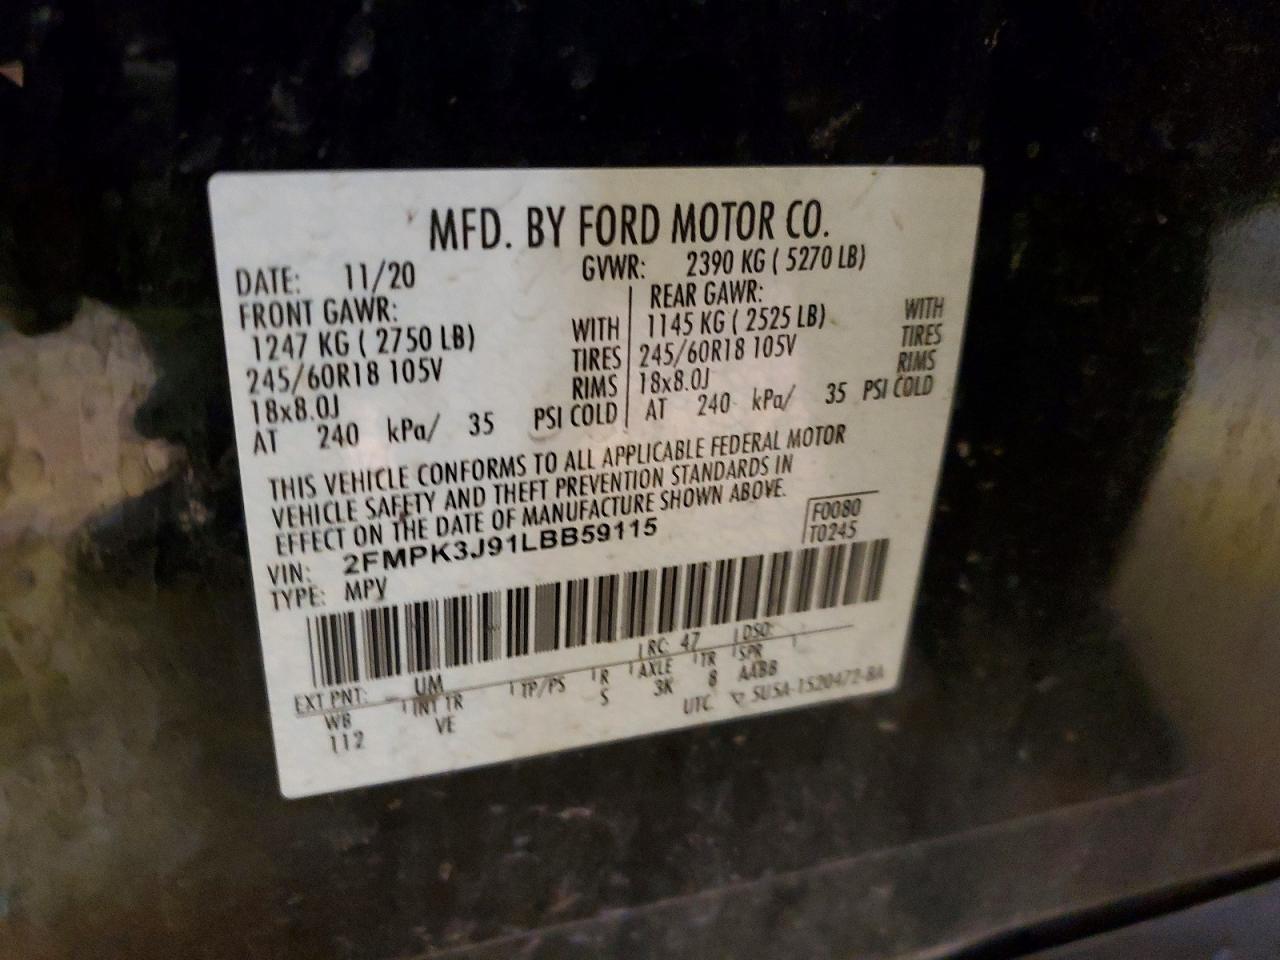 MFD. BY FORD MOTOR CO.
DATE: 11/20 GVWR: 2390 KG ( 5270 LB)
FRONT GAWR: REAR GAWR:
1247 KG ( 2750 LB) WITH 1145 KG ( 2525 LB) WITH
245/60R18 105V TIRES 245/60R18 105V TIRES
18x8.0J RIMS 18x8.0J RIMS
AT 240 kPa/ 35 PSI COLD AT 240 kPa/ 35 PSI COLD
THIS VEHICLE CONFORMS TO ALL APPLICABLE FEDERAL MOTOR
VEHICLE SAFETY AND THEFT PREVENTION STANDARDS IN
EFFECT ON THE DATE OF MANUFACTURE SHOWN ABOVE.
VIN: 2FMPK3J91LBB59115 F0080
TYPE: MPV T0245
EXT PNT: UM RC: 47 DSO:
WB INT TR TP/PS R AXLE TR SPR
112 VE S 3K 8 AABB
UTC 5U5A-1520472-BA